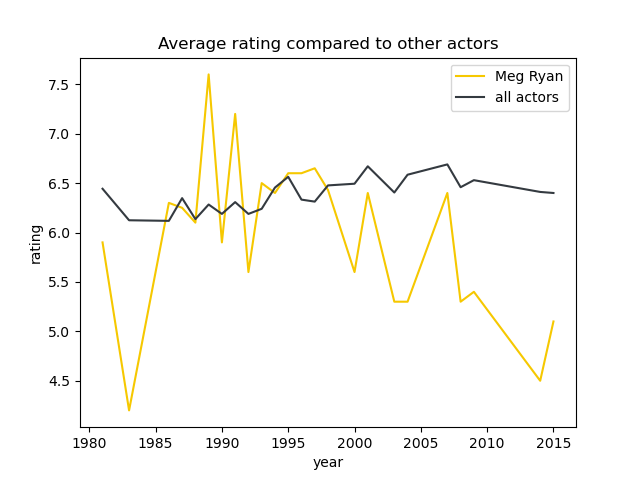 Average rating compared to other actors
Meg Ryan
all actors
7.5
7.0
6.5
6.0
5.5
5.0
4.5
rating
1980 1985 1990 1995 2000 2005 2010 2015
year